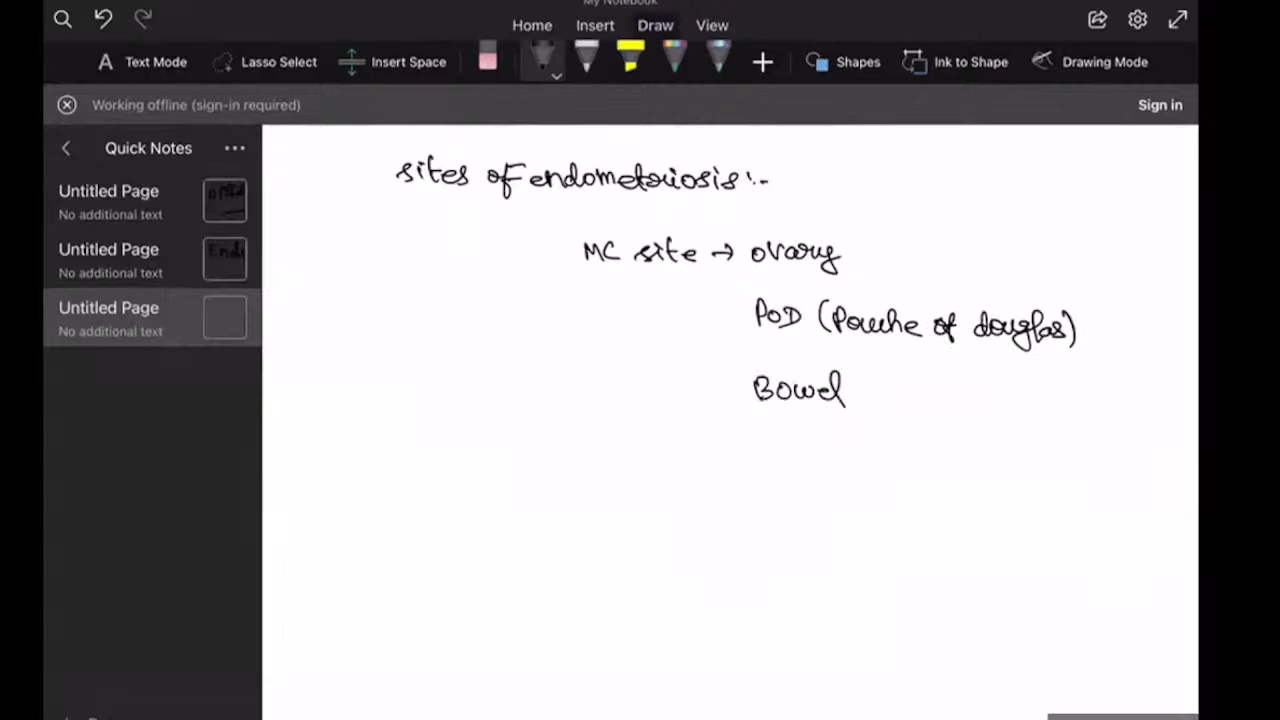 My Notebook
Home Insert Draw View
Text Mode Lasso Select Insert Space Shapes Ink to Shape Drawing Mode
Working offline (sign-in required) Sign in
Quick Notes
Untitled Page
No additional text
Untitled Page
No additional text
Untitled Page
No additional text
sites of endometoriosis:-
MC site → ovary
POD (Pouche of douglas)
Bowel